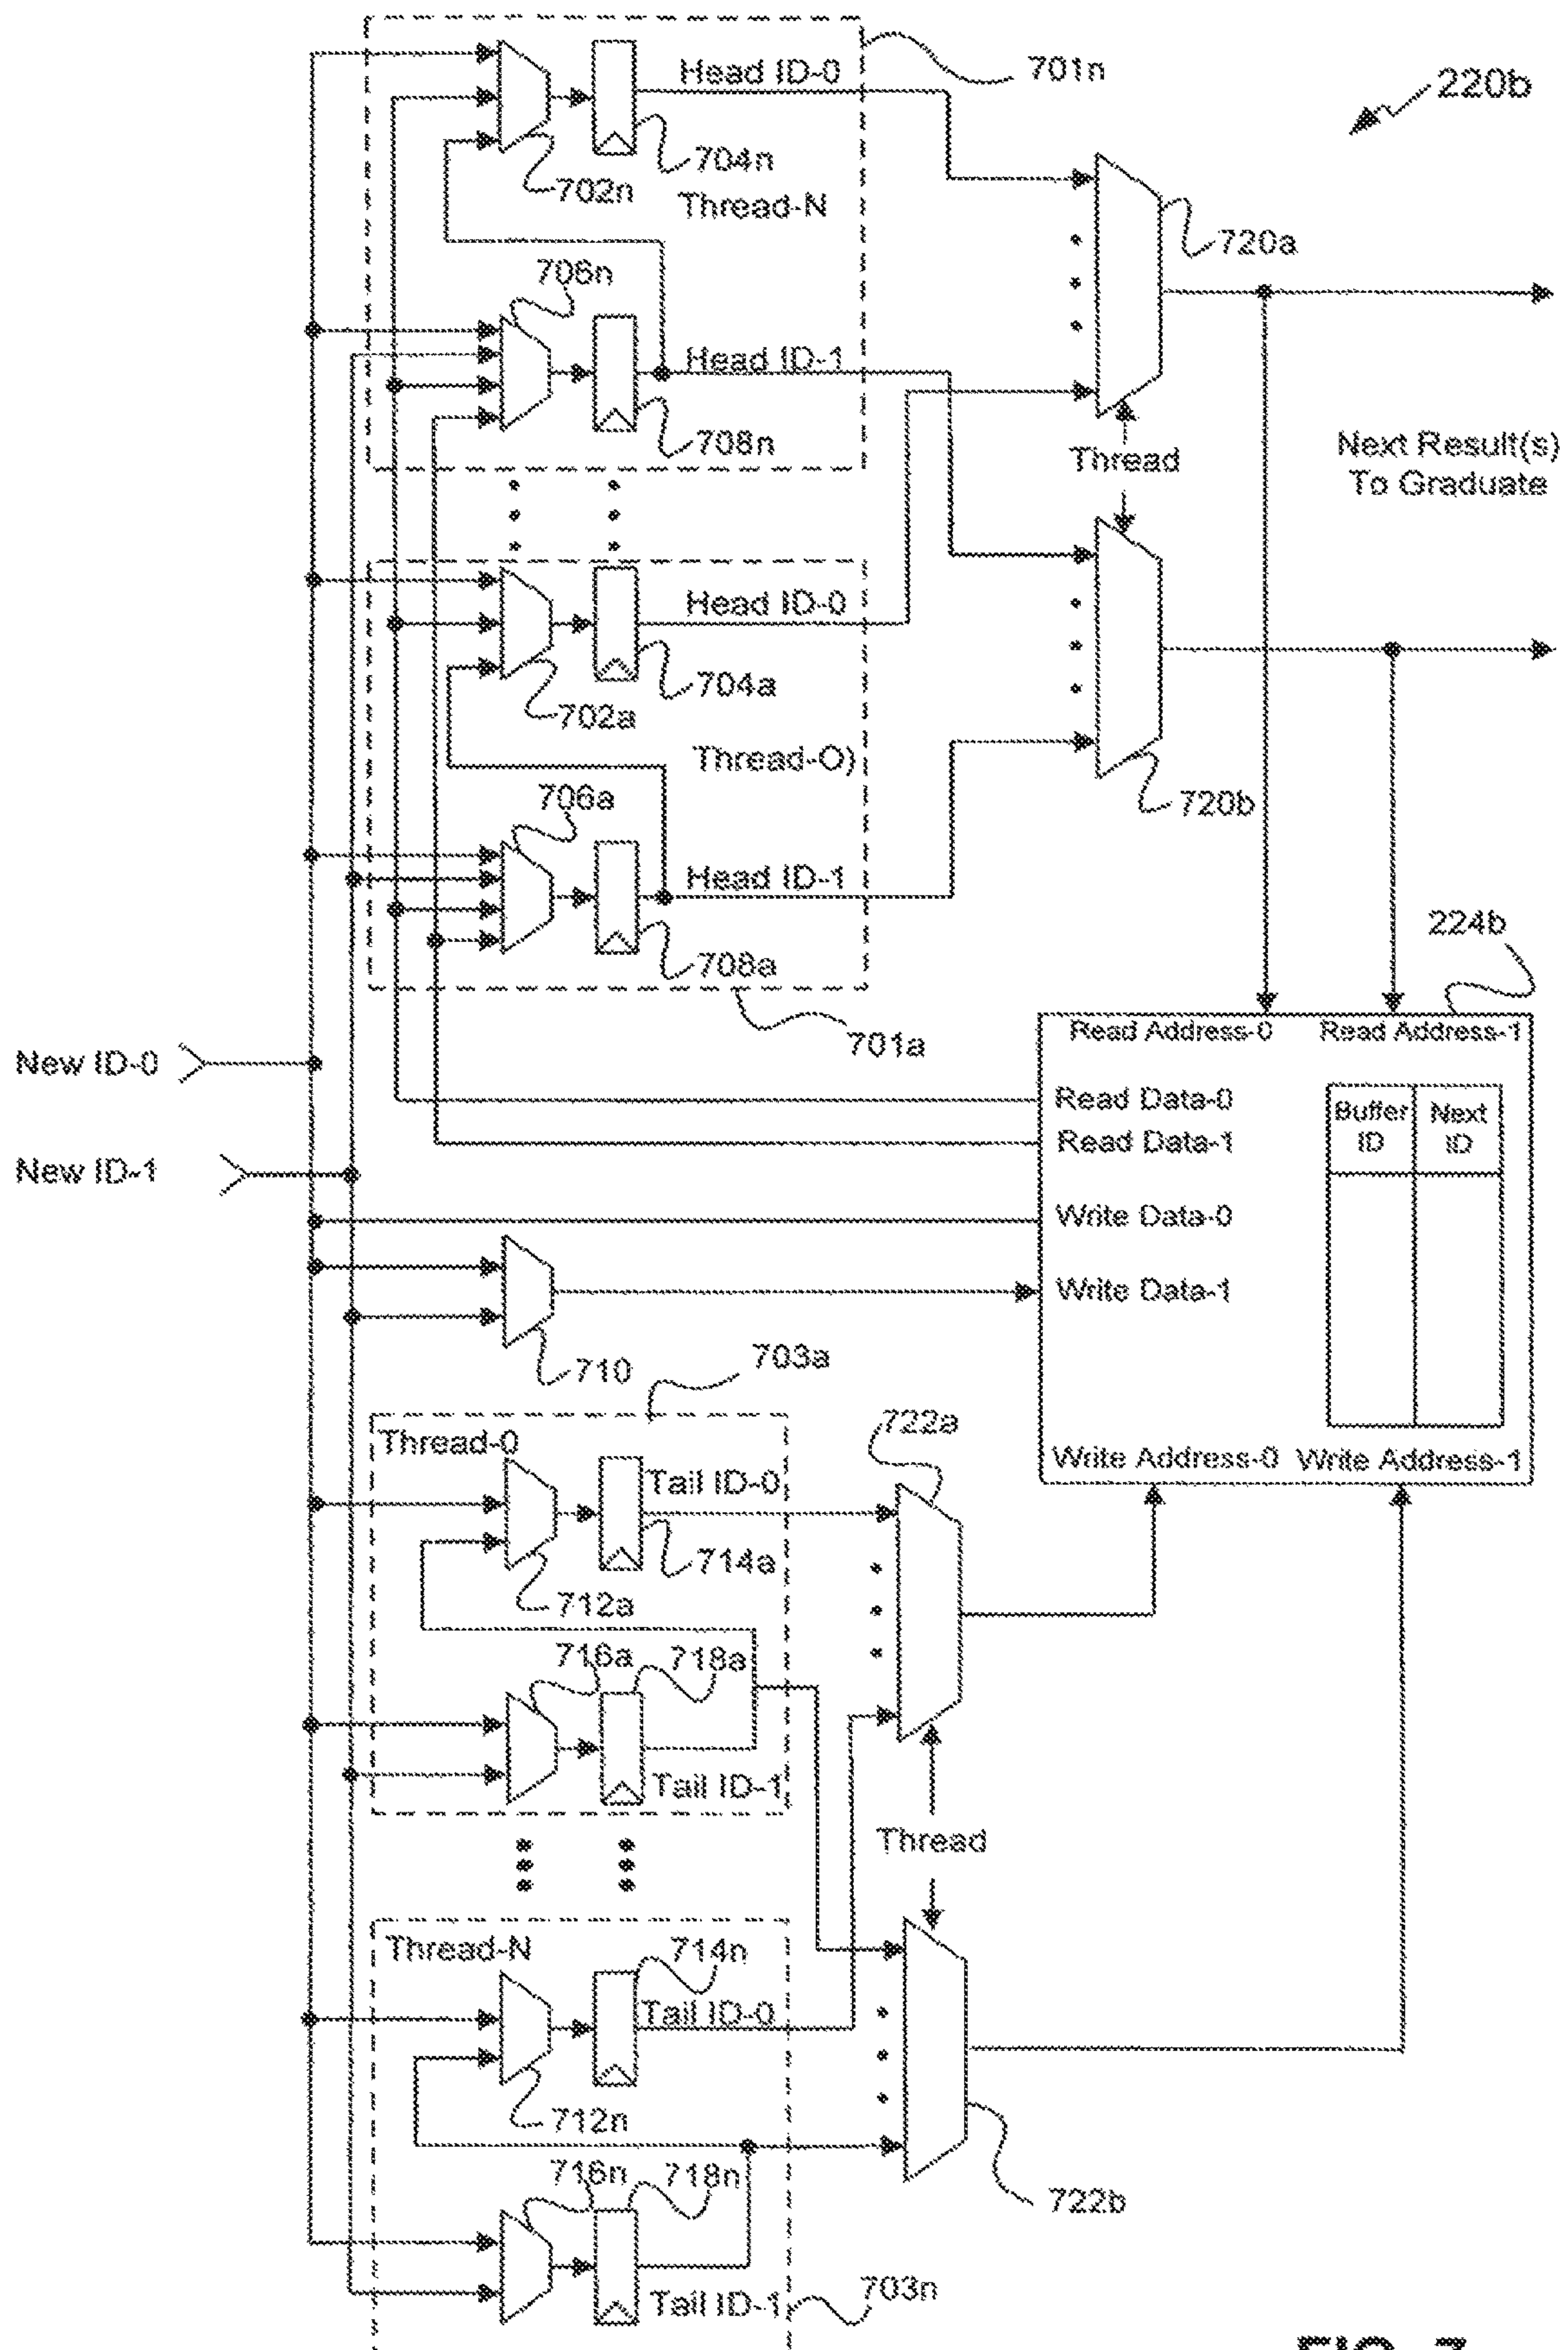 Head ID-0
701n
220b
704n
702n
Thread-N
720a
706n
Head ID-1
708n
Thread
Next Result(s)
To Graduate
Head ID-0
704a
702a
Thread-O)
706a
720b
Head ID-1
224b
708a
701a
New ID-0
Read Address-0 Read Address-1
Read Data-0
Buffer
ID
Next
ID
Read Data-1
New ID-1
Write Data-0
Write Data-1
710
703a
722a
Thread-0
Write Address-0 Write Address-1
Tail ID-0
714a
712a
716a
718a
Tail ID-1
Thread
Thread-N
714n
Tail ID-0
712n
716n
718n
722b
Tail ID-1
703n